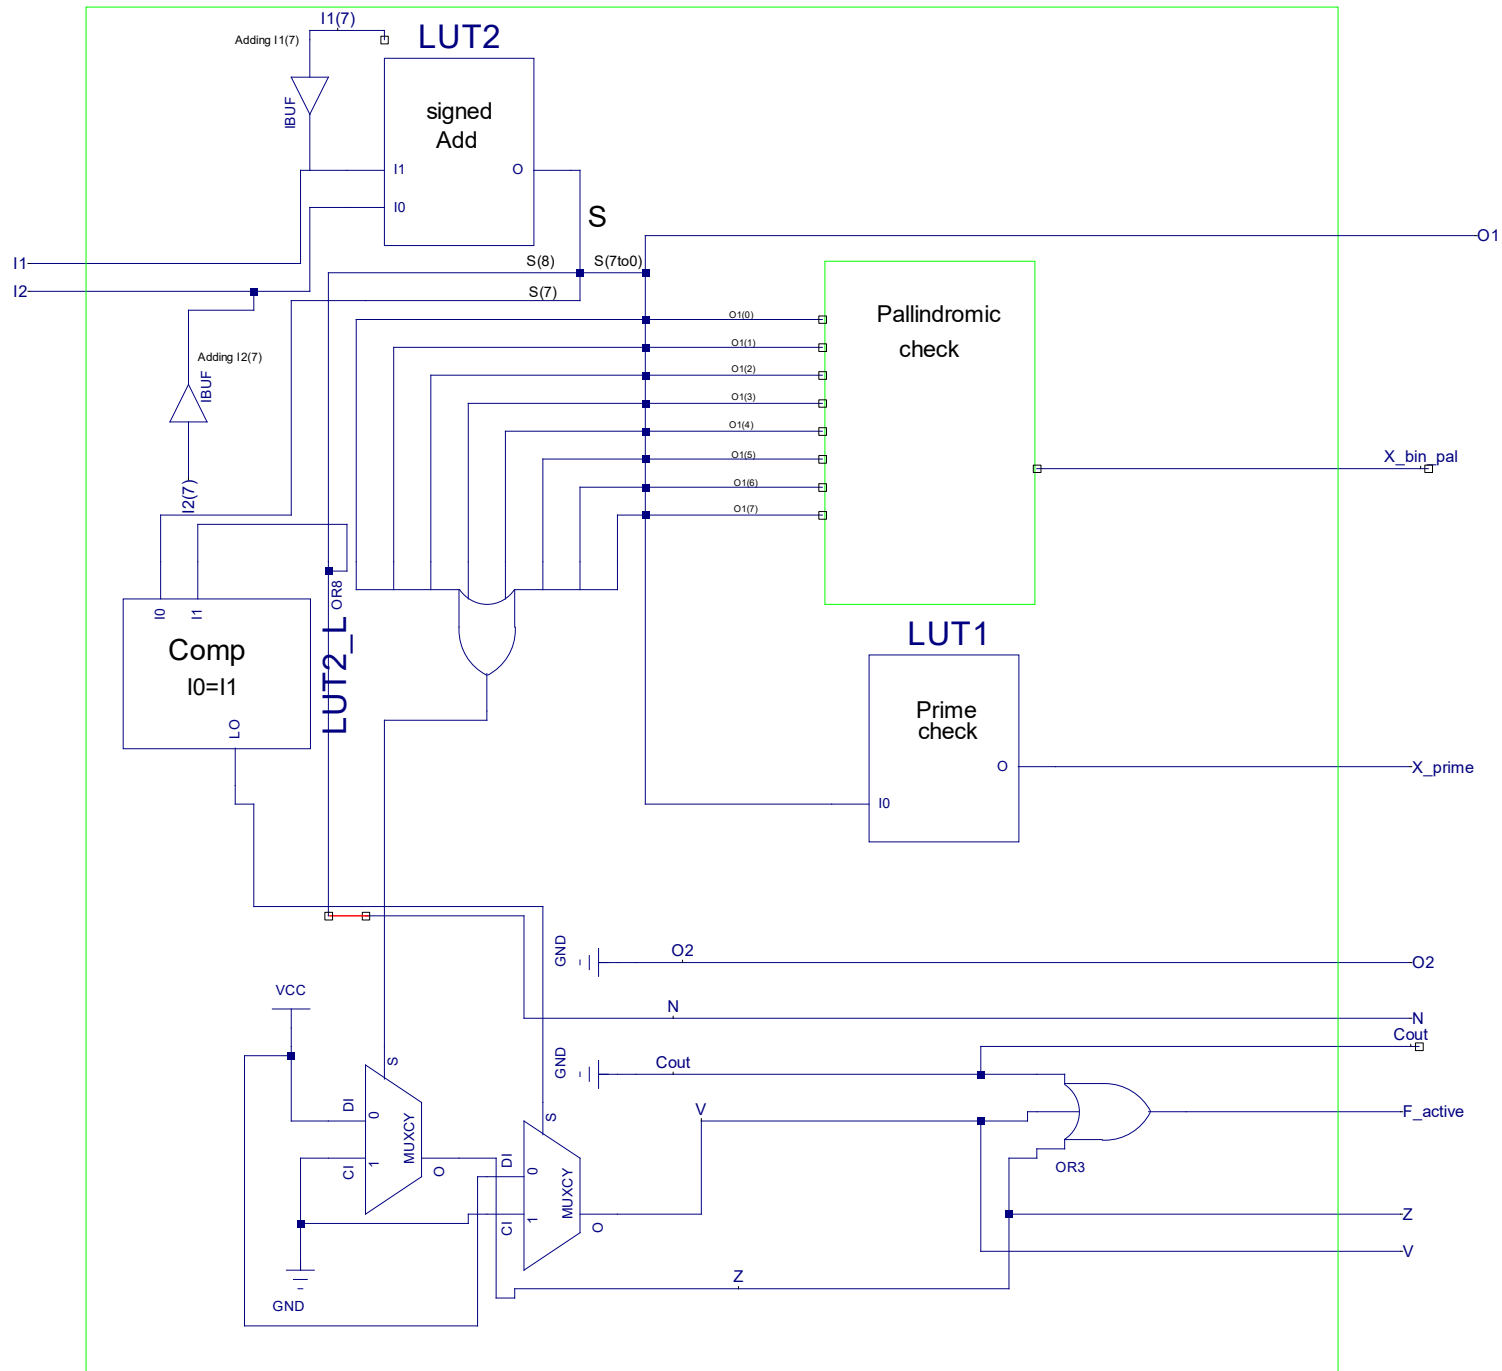 I1(7)
Adding I1(7)
LUT2
IBUF
signed
Add
I1
O
I0
S
O1
I1
S(8)
S(7to0)
I2
S(7)
O1(0)
Pallindromic
check
O1(1)
Adding I2(7)
IBUF
O1(2)
O1(3)
O1(4)
O1(5)
X_bin_pal
O1(6)
I2(7)
O1(7)
OR8
I0
I1
LUT2_L
Comp
I0=I1
LO
LUT1
Prime
check
O
X_prime
I0
GND
O2
O2
VCC
N
N
Cout
GND
Cout
S
DI
0
V
F_active
S
MUXCY
CI
1
O
OR3
DI
0
MUXCY
CI
1
O
Z
V
Z
GND